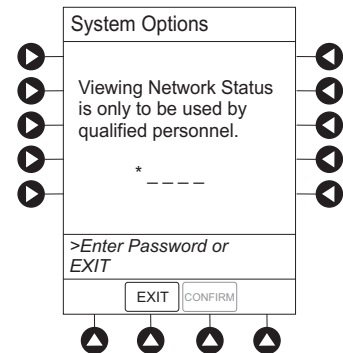 System Options
Viewing Network Status
is only to be used by
qualified personnel.
* _ _ _ _
>Enter Password or
EXIT
EXIT CONFIRM